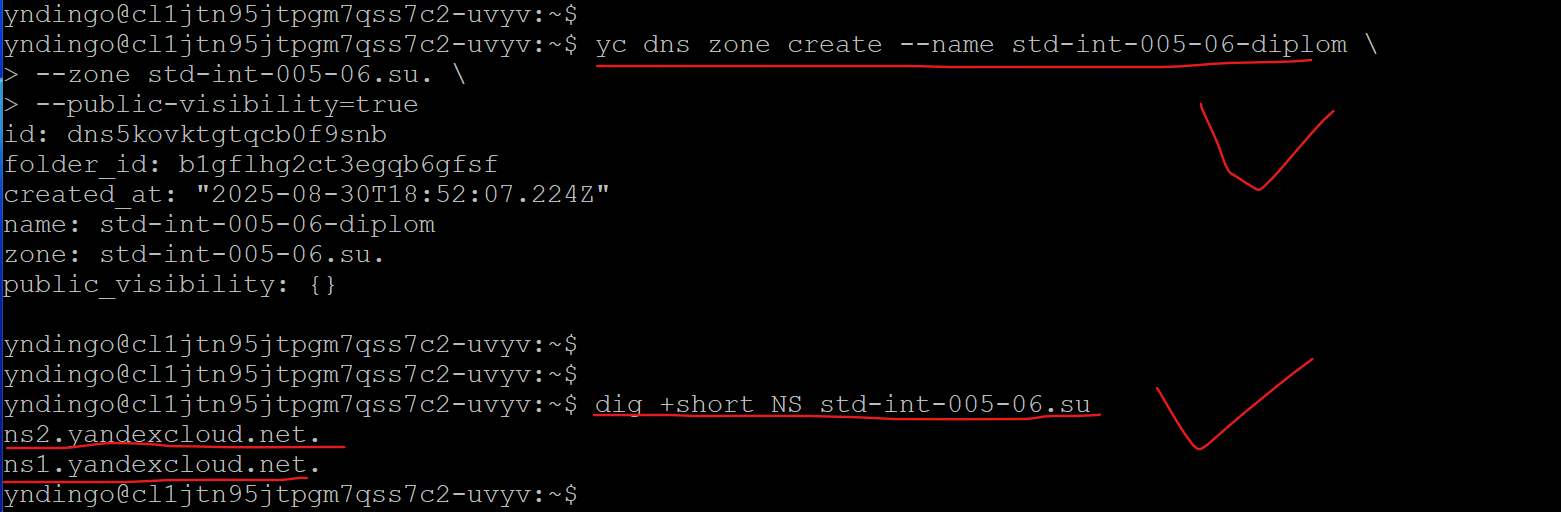 yndingo@cl1jtn95jtpgm7qss7c2-uvyv:~$
yndingo@cl1jtn95jtpgm7qss7c2-uvyv:~$ yc dns zone create --name std-int-005-06-diplom \
> --zone std-int-005-06.su. \
> --public-visibility=true
id: dns5kovktgtqcb0f9snb
folder_id: b1gflhg2ct3egqb6gfsf
created_at: "2025-08-30T18:52:07.224Z"
name: std-int-005-06-diplom
zone: std-int-005-06.su.
public_visibility: {}
yndingo@cl1jtn95jtpgm7qss7c2-uvyv:~$
yndingo@cl1jtn95jtpgm7qss7c2-uvyv:~$
yndingo@cl1jtn95jtpgm7qss7c2-uvyv:~$ dig +short NS std-int-005-06.su
ns2.yandexcloud.net.
ns1.yandexcloud.net.
yndingo@cl1jtn95jtpgm7qss7c2-uvyv:~$